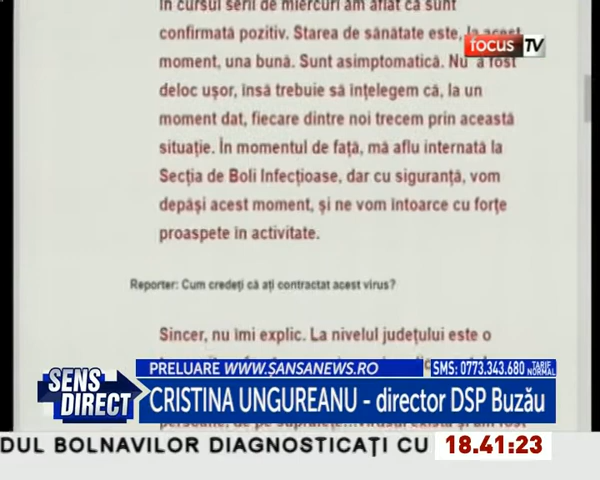 În cursul serii de miercuri am aflat că sunt
confirmată pozitiv. Starea de sănătate este, la acest
focus TV
moment, una bună. Sunt asimptomatică. Nu a fost
deloc ușor, însă trebuie să înțelegem că, la un
moment dat, fiecare dintre noi trecem prin această
situație. În momentul de față, mă aflu internată la
Secția de Boli Infecțioase, dar cu siguranță, vom
depăși acest moment, și ne vom întoarce cu forțe
proaspete în activitate.
Reporter: Cum credeți că ați contractat acest virus?
Sincer, nu îmi explic. La nivelul județului este o
PRELUARE WWW.ȘANSANEWS.RO
SMS: 0773.343.680 TARIF NORMAL
SENS DIRECT
CRISTINA UNGUREANU - director DSP Buzău
DUL BOLNAVILOR DIAGNOSTICAȚI CU
18.41:23